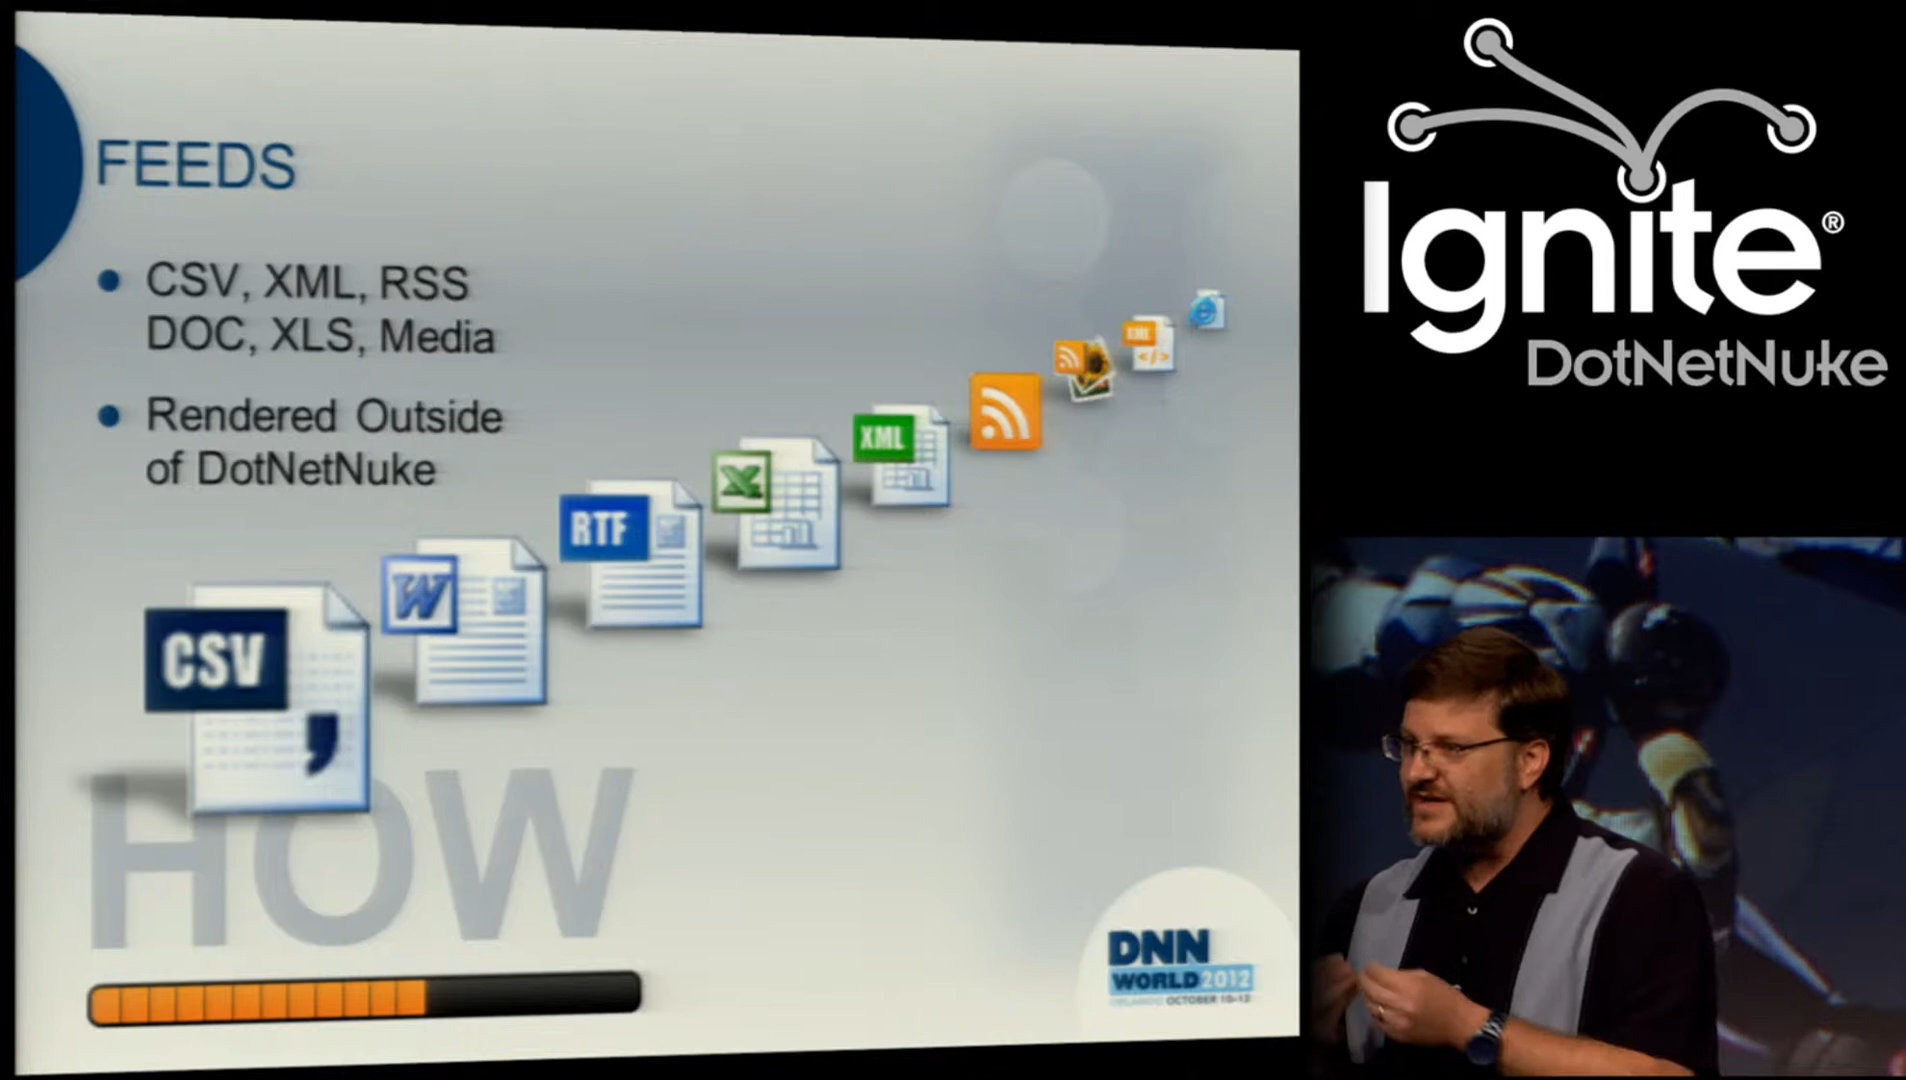 FEEDS
CSV, XML, RSS
DOC, XLS, Media
Rendered Outside
of DotNetNuke
CSV
W
RTF
X
XML
XML
</>
e
HOW
DNN
WORLD 2012
ORLANDO OCTOBER 10-12
Ignite®
DotNetNuke